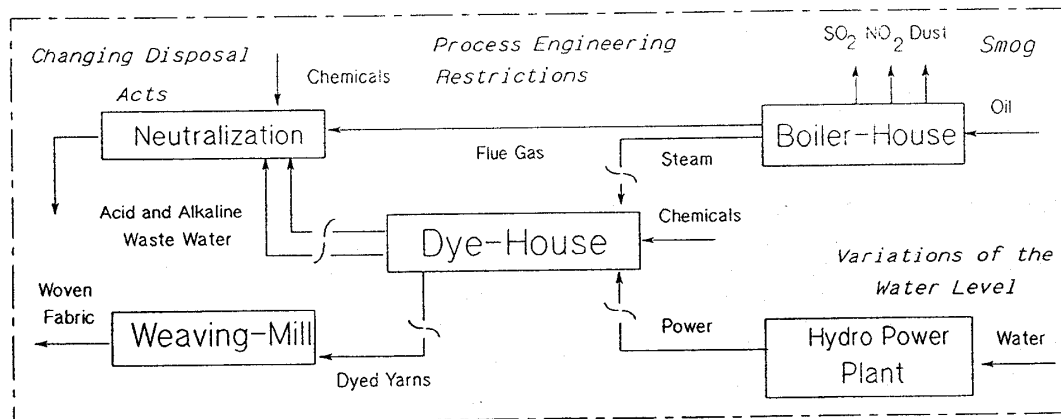 SO2 NO2 Dust
Smog
Changing Disposal
Acts
Process Engineering
Restrictions
Chemicals
Neutralization
Flue Gas
Steam
Boiler-House
Oil
Acid and Alkaline
Waste Water
Dye-House
Chemicals
Variations of the
Water Level
Woven
Fabric
Weaving-Mill
Dyed Yarns
Power
Hydro Power
Plant
Water